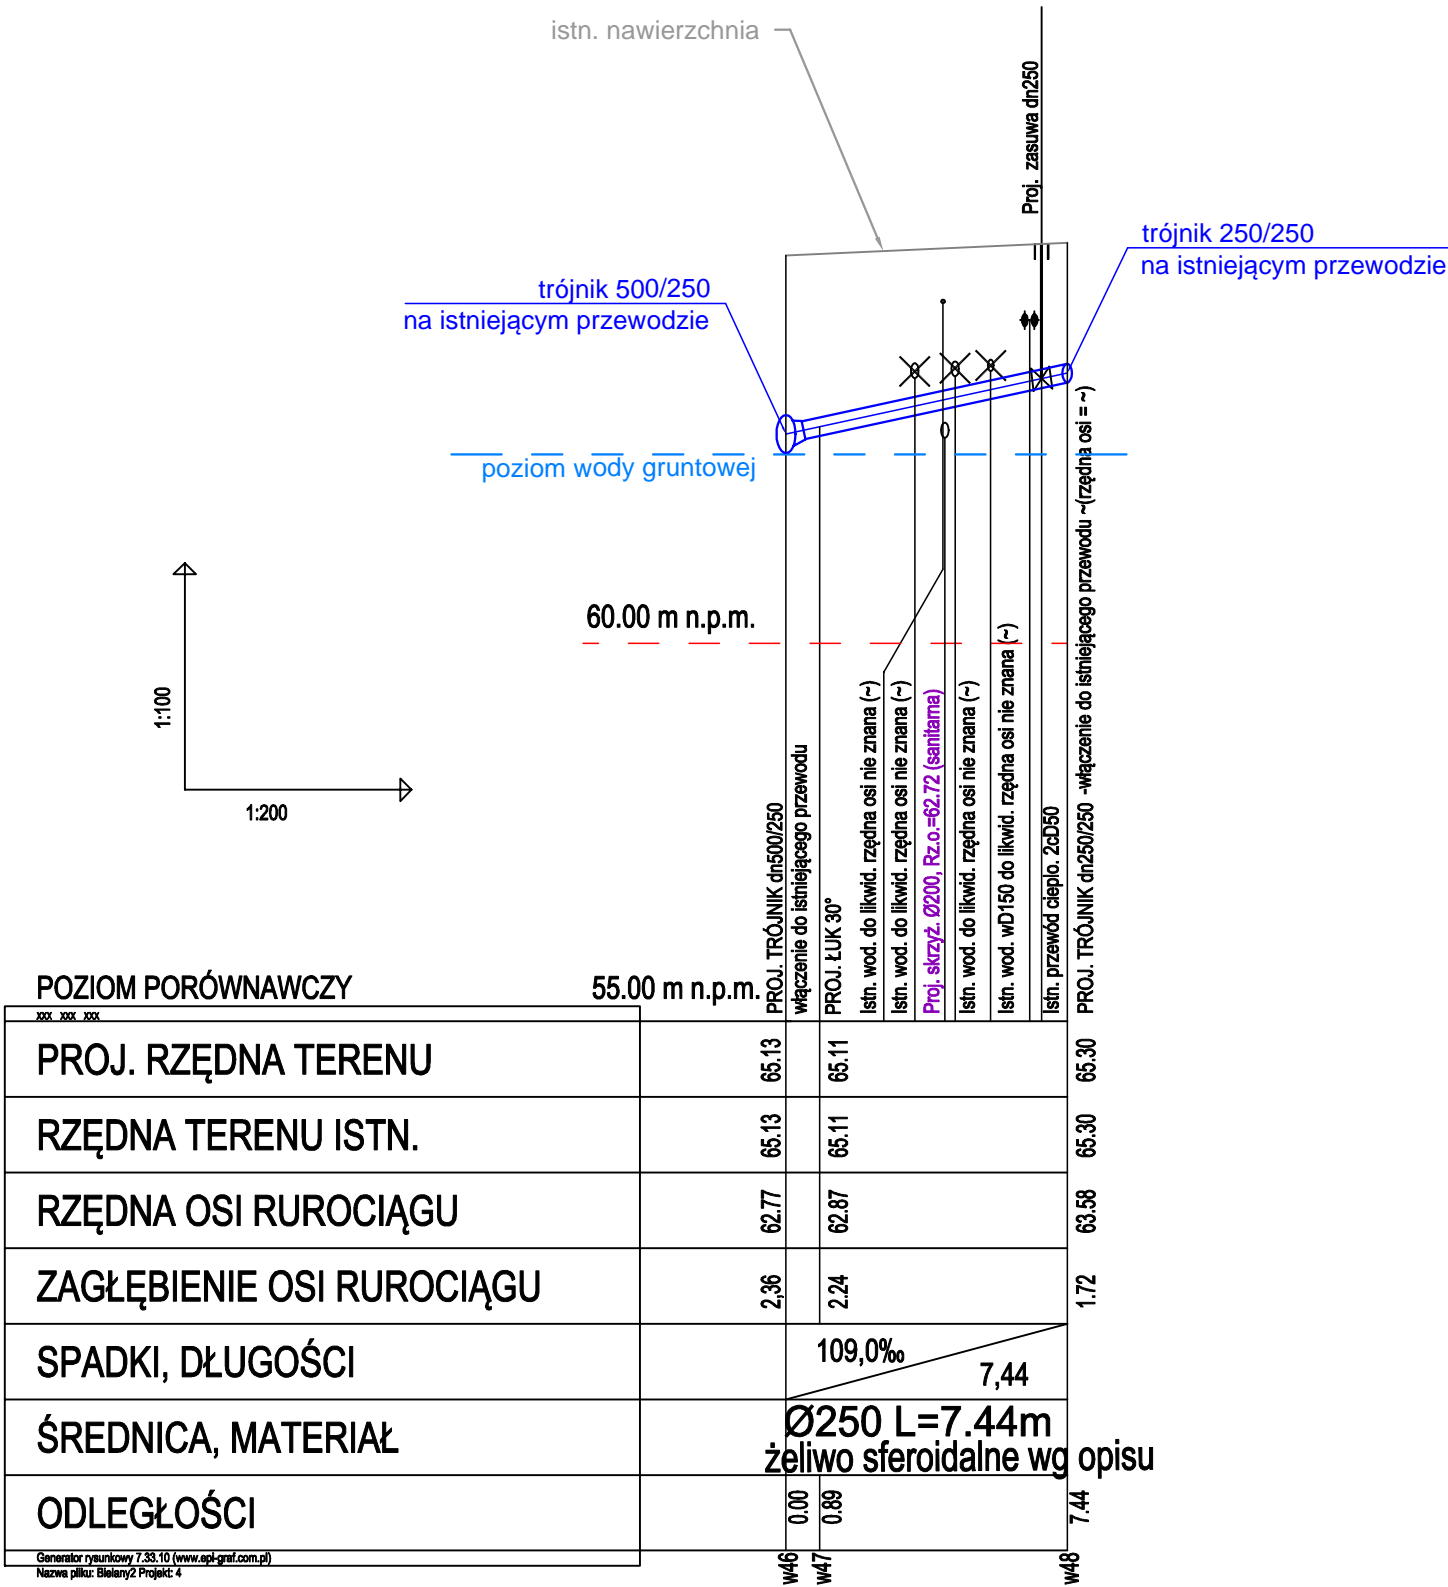 istn. nawierzchnia
Proj. zasuwa dn250
trójnik 250/250
na istniejącym przewodzie
trójnik 500/250
na istniejącym przewodzie
poziom wody gruntowej
60.00 m n.p.m.
1:100
1:200
PROJ. TRÓJNIK dn500/250
włączenie do istniejącego przewodu
PROJ. ŁUK 30°
Istn. wod. do likwid. rzędna osi nie znana (~)
Istn. wod. do likwid. rzędna osi nie znana (~)
Proj. skrzyż. Ø200, Rz.o.=62.72 (sanitarna)
Istn. wod. do likwid. rzędna osi nie znana (~)
Istn. wod. wD150 do likwid. rzędna osi nie znana (~)
Istn. przewód ciepło. 2cD50
PROJ. TRÓJNIK dn250/250 -włączenie do istniejącego przewodu ~(rzędna osi = ~)
POZIOM PORÓWNAWCZY 55.00 m n.p.m.
xxx xxx xxx
PROJ. RZĘDNA TERENU 65.13 65.11 65.30
RZĘDNA TERENU ISTN. 65.13 65.11 65.30
RZĘDNA OSI RUROCIĄGU 62.77 62.87 63.58
ZAGŁĘBIENIE OSI RUROCIĄGU 2,36 2.24 1.72
SPADKI, DŁUGOŚCI 109,0‰ 7,44
ŚREDNICA, MATERIAŁ Ø250 L=7.44m
żeliwo sferoidalne wg opisu
ODLEGŁOŚCI 0.00 0.89 7.44
Generator rysunkowy 7.33.10 (www.epi-graf.com.pl)
Nazwa pliku: Bielany2 Projekt: 4
w46 w47 w48